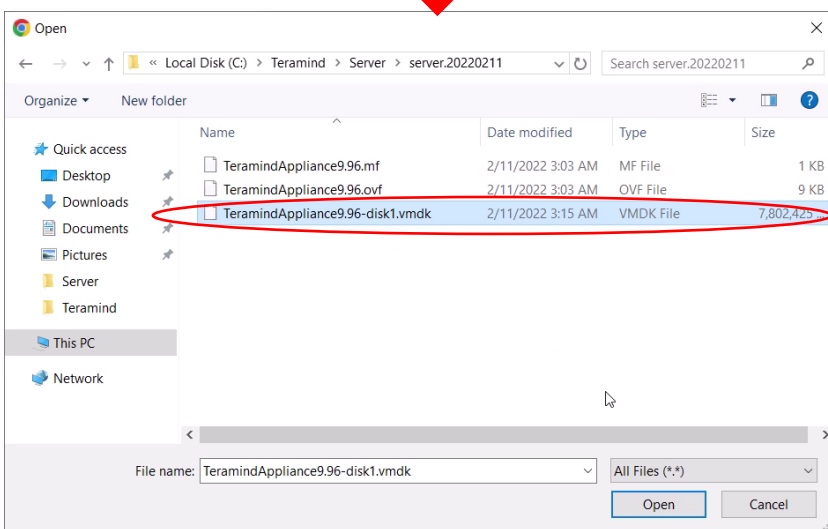 Open
« Local Disk (C:) > Teramind > Server > server.20220211
Search server.20220211
Organize
New folder
Name Date modified Type Size
Quick access
Desktop
Downloads
Documents
Pictures
Server
Teramind
This PC
Network
TeramindAppliance9.96.mf 2/11/2022 3:03 AM MF File 1 KB
TeramindAppliance9.96.ovf 2/11/2022 3:03 AM OVF File 9 KB
TeramindAppliance9.96-disk1.vmdk 2/11/2022 3:15 AM VMDK File 7,802,425 ...
File name: TeramindAppliance9.96-disk1.vmdk
All Files (*.*)
Open Cancel